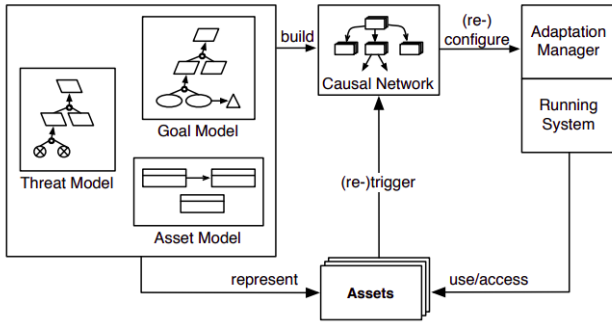 build
(re-)
configure
Adaptation
Manager
Causal Network
Goal Model
Running
System
Threat Model
(re-)trigger
Asset Model
represent
Assets
use/access